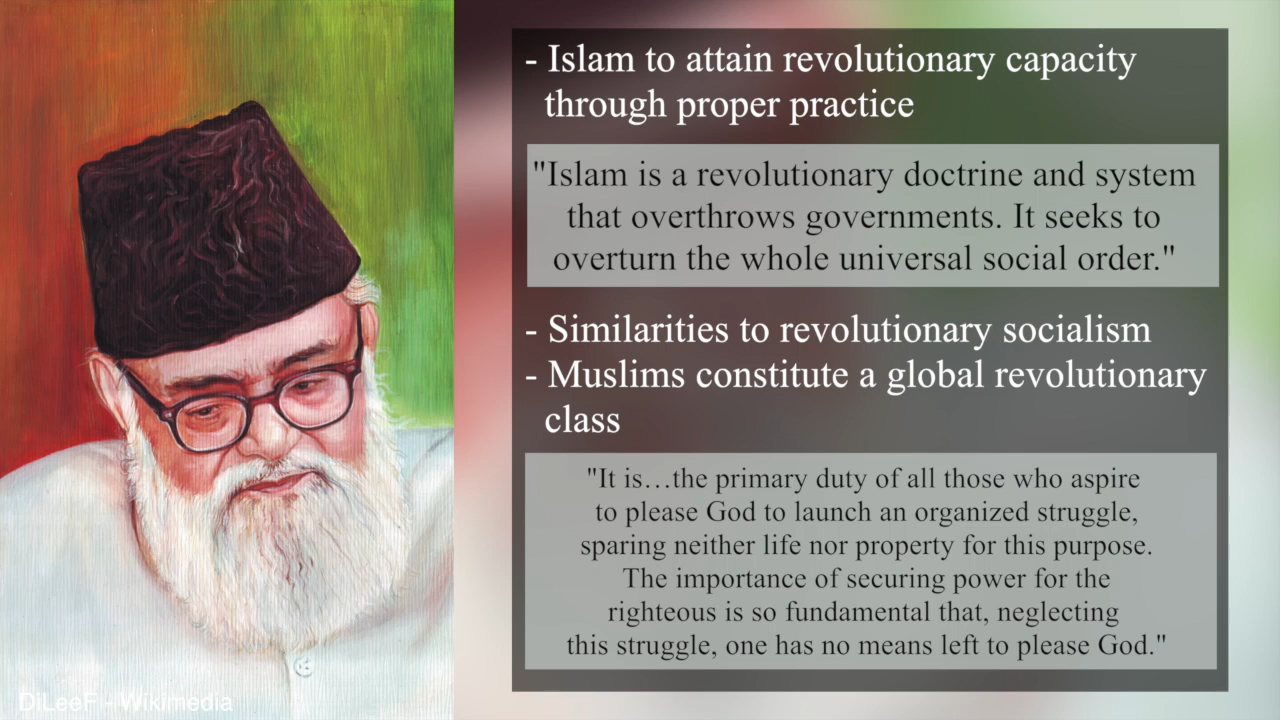 - Islam to attain revolutionary capacity
through proper practice
"Islam is a revolutionary doctrine and system
that overthrows governments. It seeks to
overturn the whole universal social order."
- Similarities to revolutionary socialism
- Muslims constitute a global revolutionary
class
"It is…the primary duty of all those who aspire
to please God to launch an organized struggle,
sparing neither life nor property for this purpose.
The importance of securing power for the
righteous is so fundamental that, neglecting
this struggle, one has no means left to please God."
DiLeeF - Wikimedia